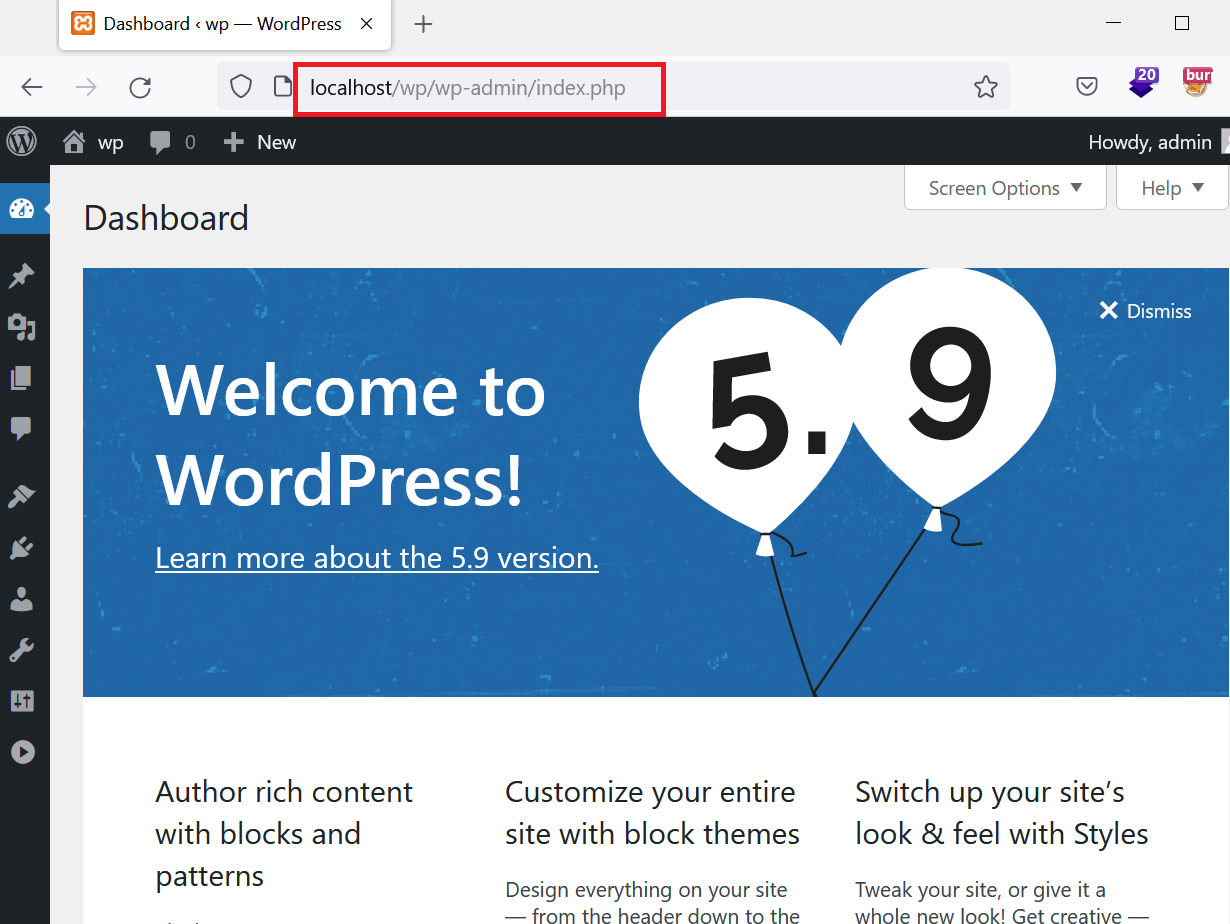 Dashboard ‹ wp — WordPress
localhost/wp/wp-admin/index.php
20
bur
wp
0
New
Howdy, admin
Screen Options
Help
Dashboard
Dismiss
5.9
Welcome to
WordPress!
Learn more about the 5.9 version.
Author rich content
with blocks and
patterns
Customize your entire
site with block themes
Design everything on your site
— from the header down to the
Switch up your site’s
look & feel with Styles
Tweak your site, or give it a
whole new look! Get creative —